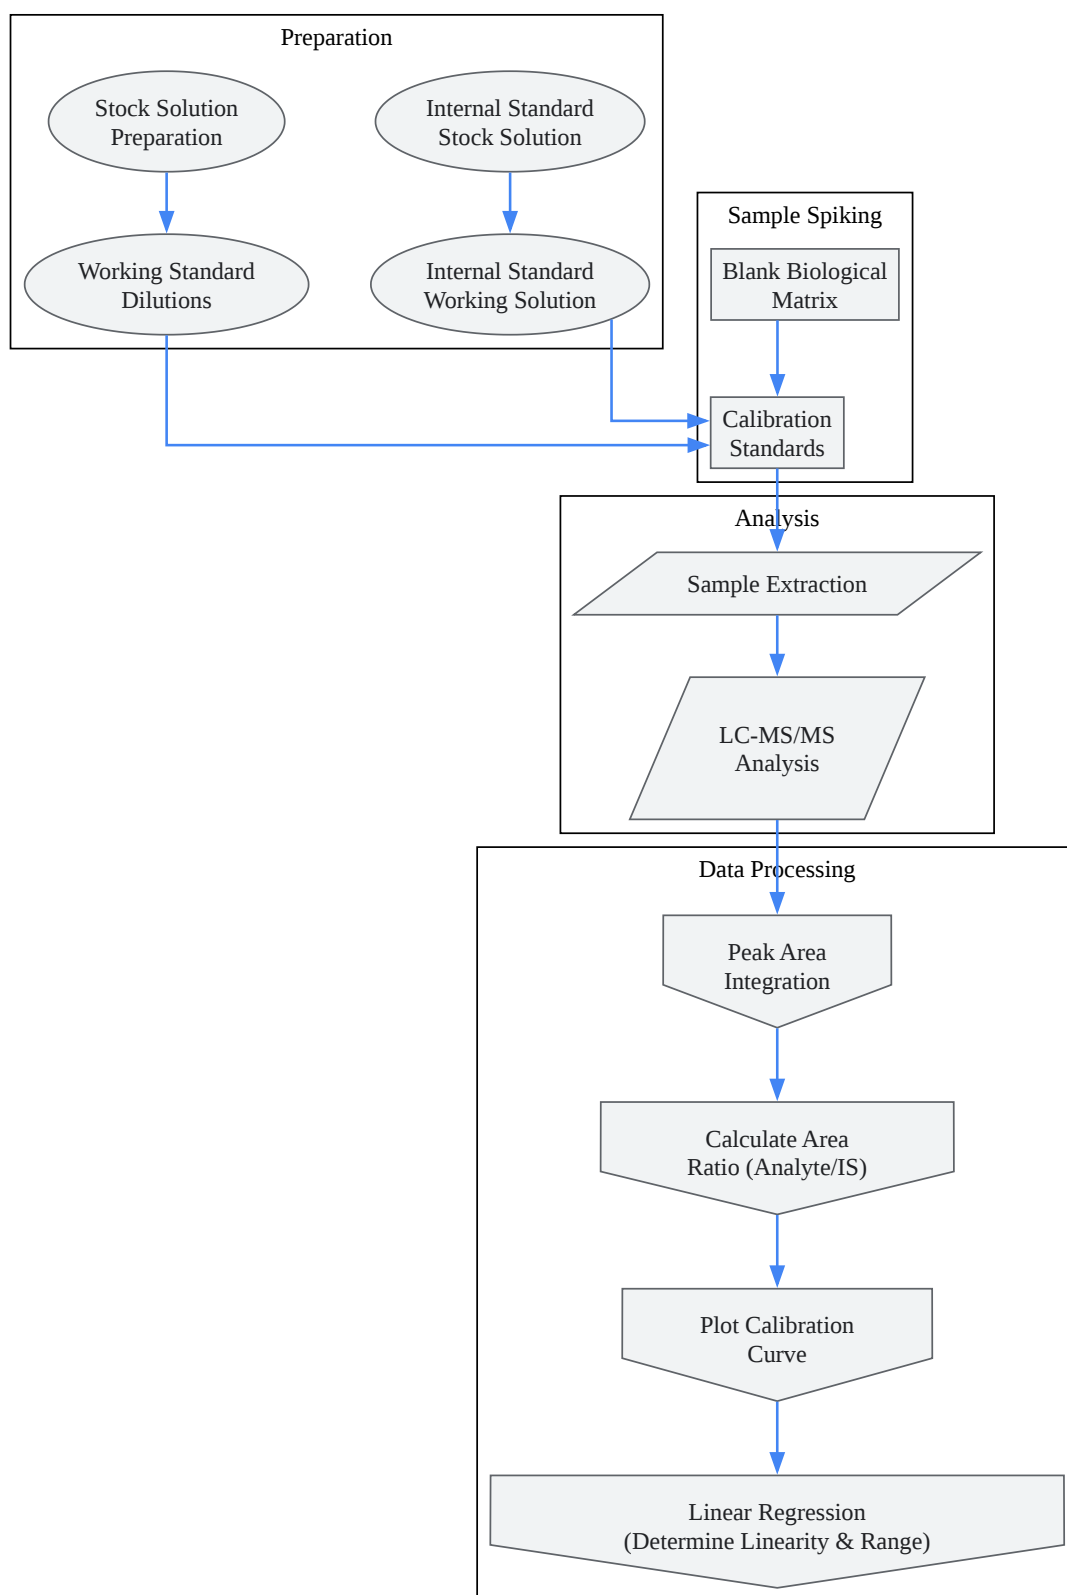 Preparation
Stock Solution
Preparation
Internal Standard
Stock Solution
Working Standard
Dilutions
Internal Standard
Working Solution
Sample Spiking
Blank Biological
Matrix
Calibration
Standards
Analysis
Sample Extraction
LC-MS/MS
Analysis
Data Processing
Peak Area
Integration
Calculate Area
Ratio (Analyte/IS)
Plot Calibration
Curve
Linear Regression
(Determine Linearity & Range)